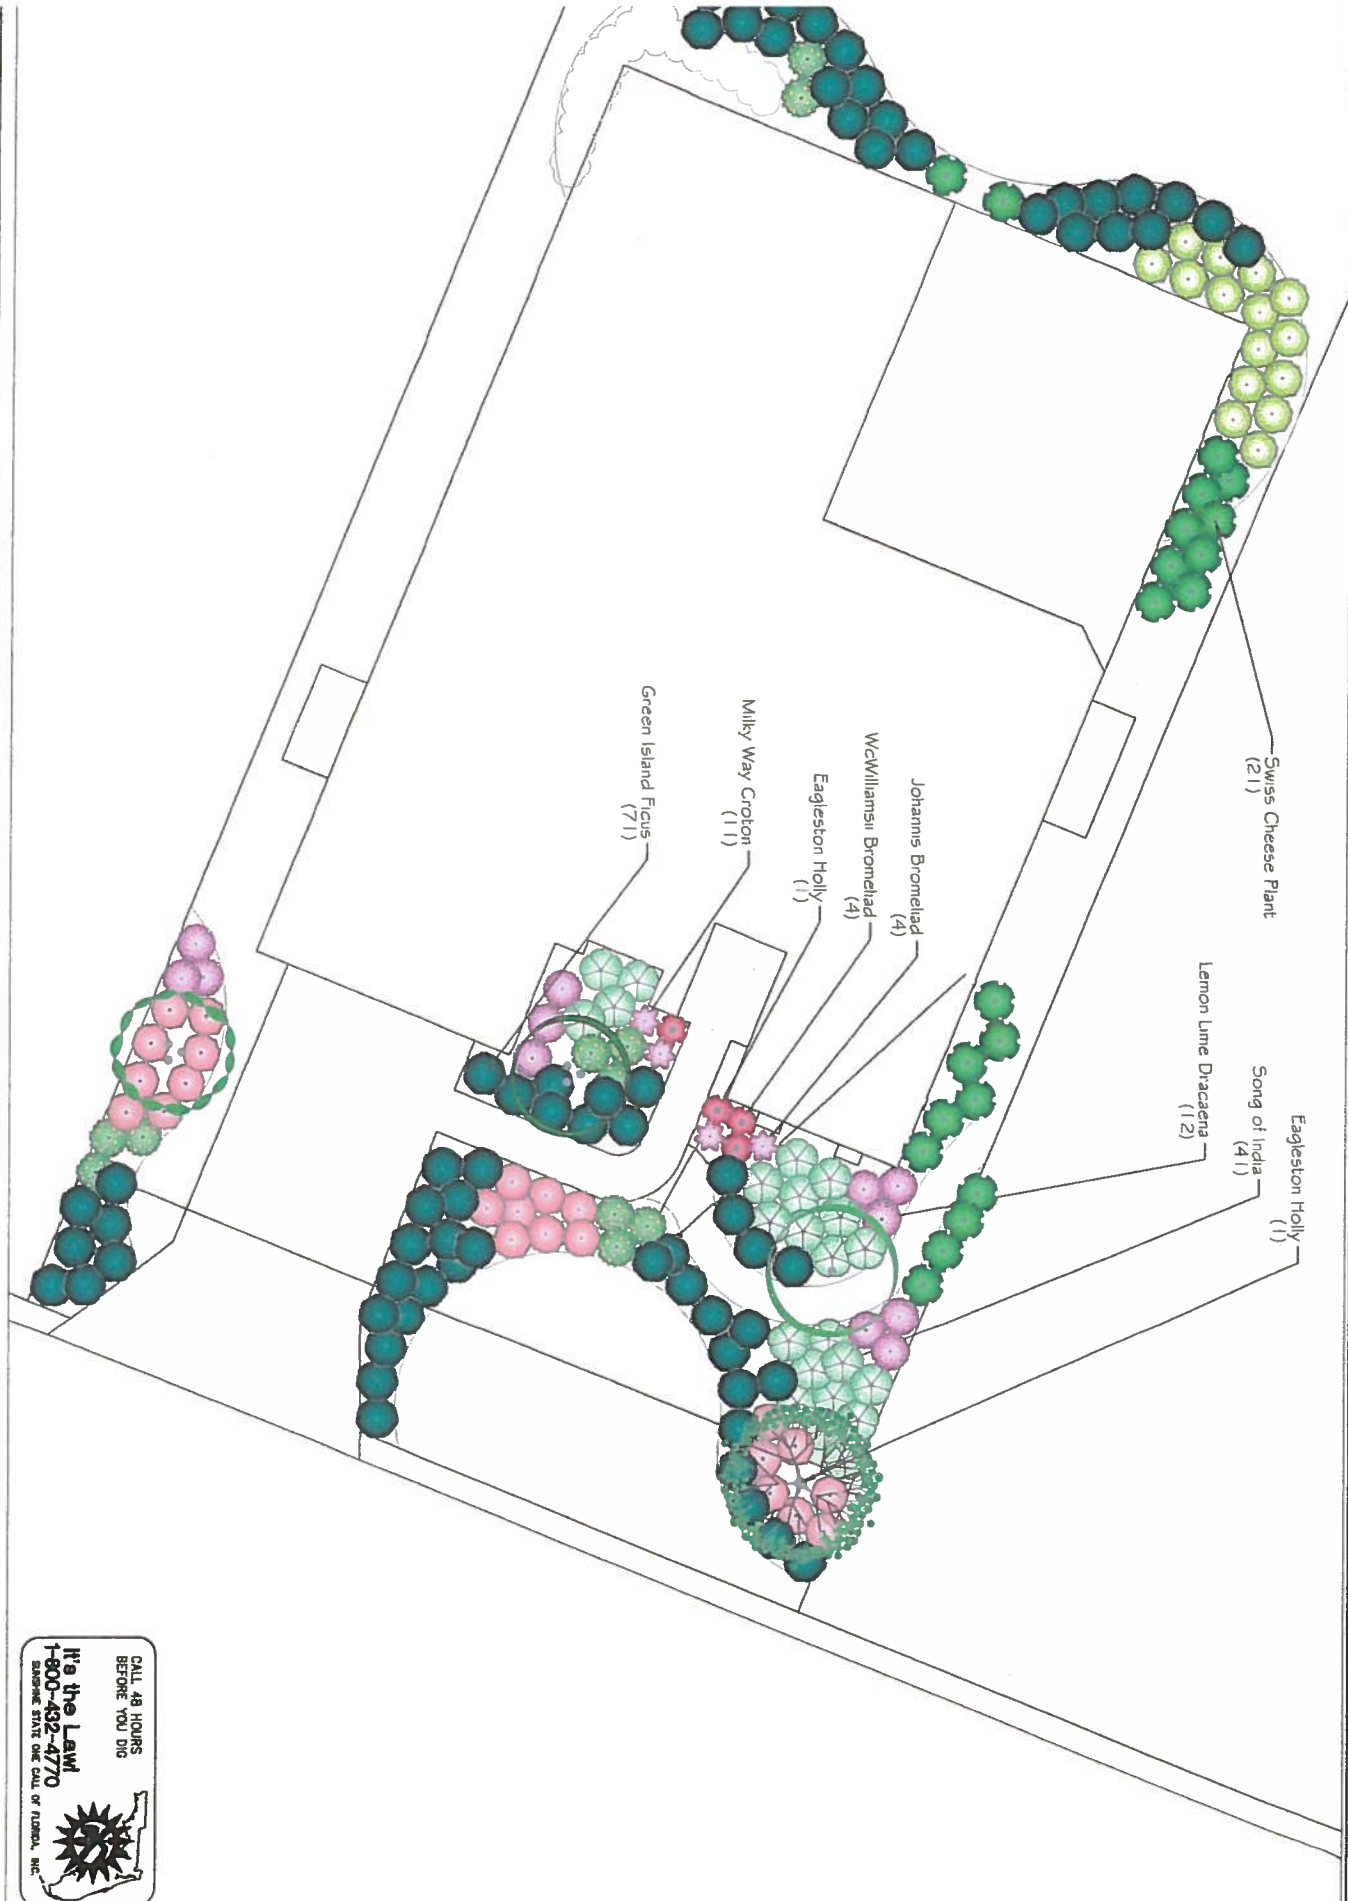 Swiss Cheese Plant
(21)
Eagleston Holly
(1)
Song of India
(41)
Lemon Lime Dracaena
(12)
Johannis Bromeliad
(4)
WcWilliamsii Bromeliad
(4)
Eagleston Holly
(1)
Milky Way Croton
(11)
Green Island Ficus
(71)
CALL 48 HOURS
BEFORE YOU DIG
It's the Law!
1-800-432-4770
SUNSHINE STATE ONE CALL OF FLORIDA, INC.